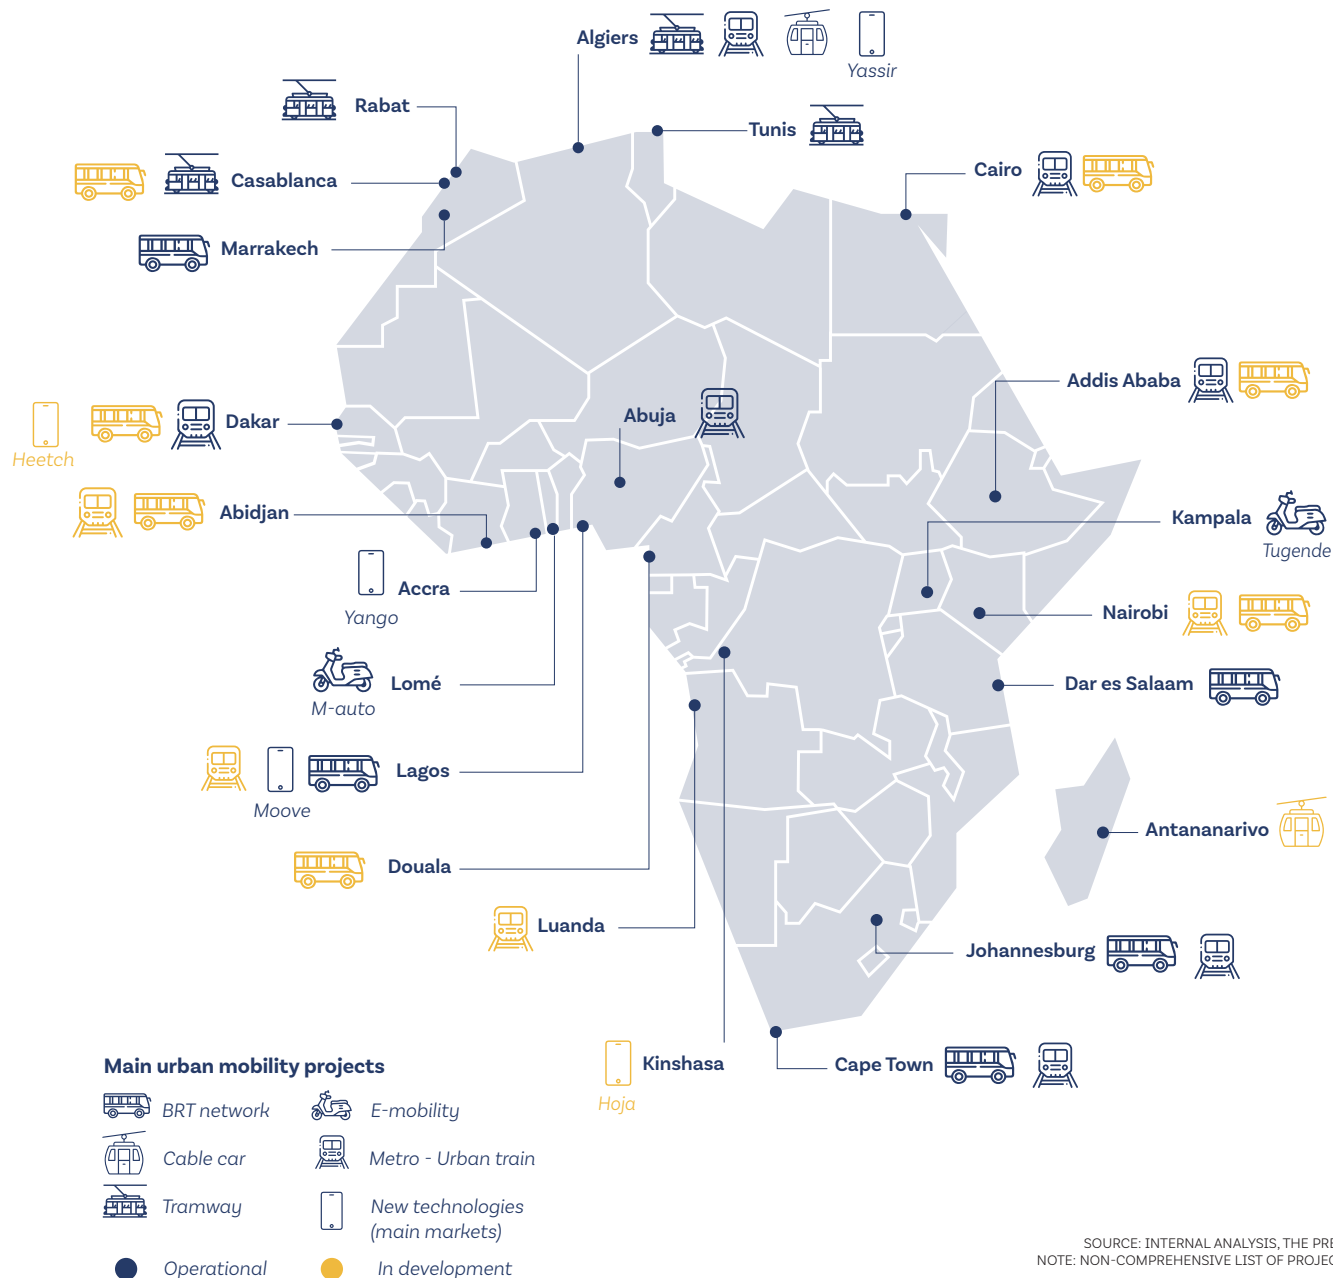 Algiers
Yassir
Rabat
Tunis
Casablanca
Cairo
Marrakech
Addis Ababa
Abuja
Dakar
Heetch
Abidjan
Kampala
Tugende
Accra
Yango
Nairobi
Lomé
M-auto
Dar es Salaam
Lagos
Moove
Antananarivo
Douala
Luanda
Johannesburg
Kinshasa
Hoja
Cape Town
Main urban mobility projects
BRT network
E-mobility
Cable car
Metro - Urban train
Tramway
New technologies
(main markets)
Operational
In development
SOURCE: INTERNAL ANALYSIS, THE PRE
NOTE: NON-COMPREHENSIVE LIST OF PROJEC